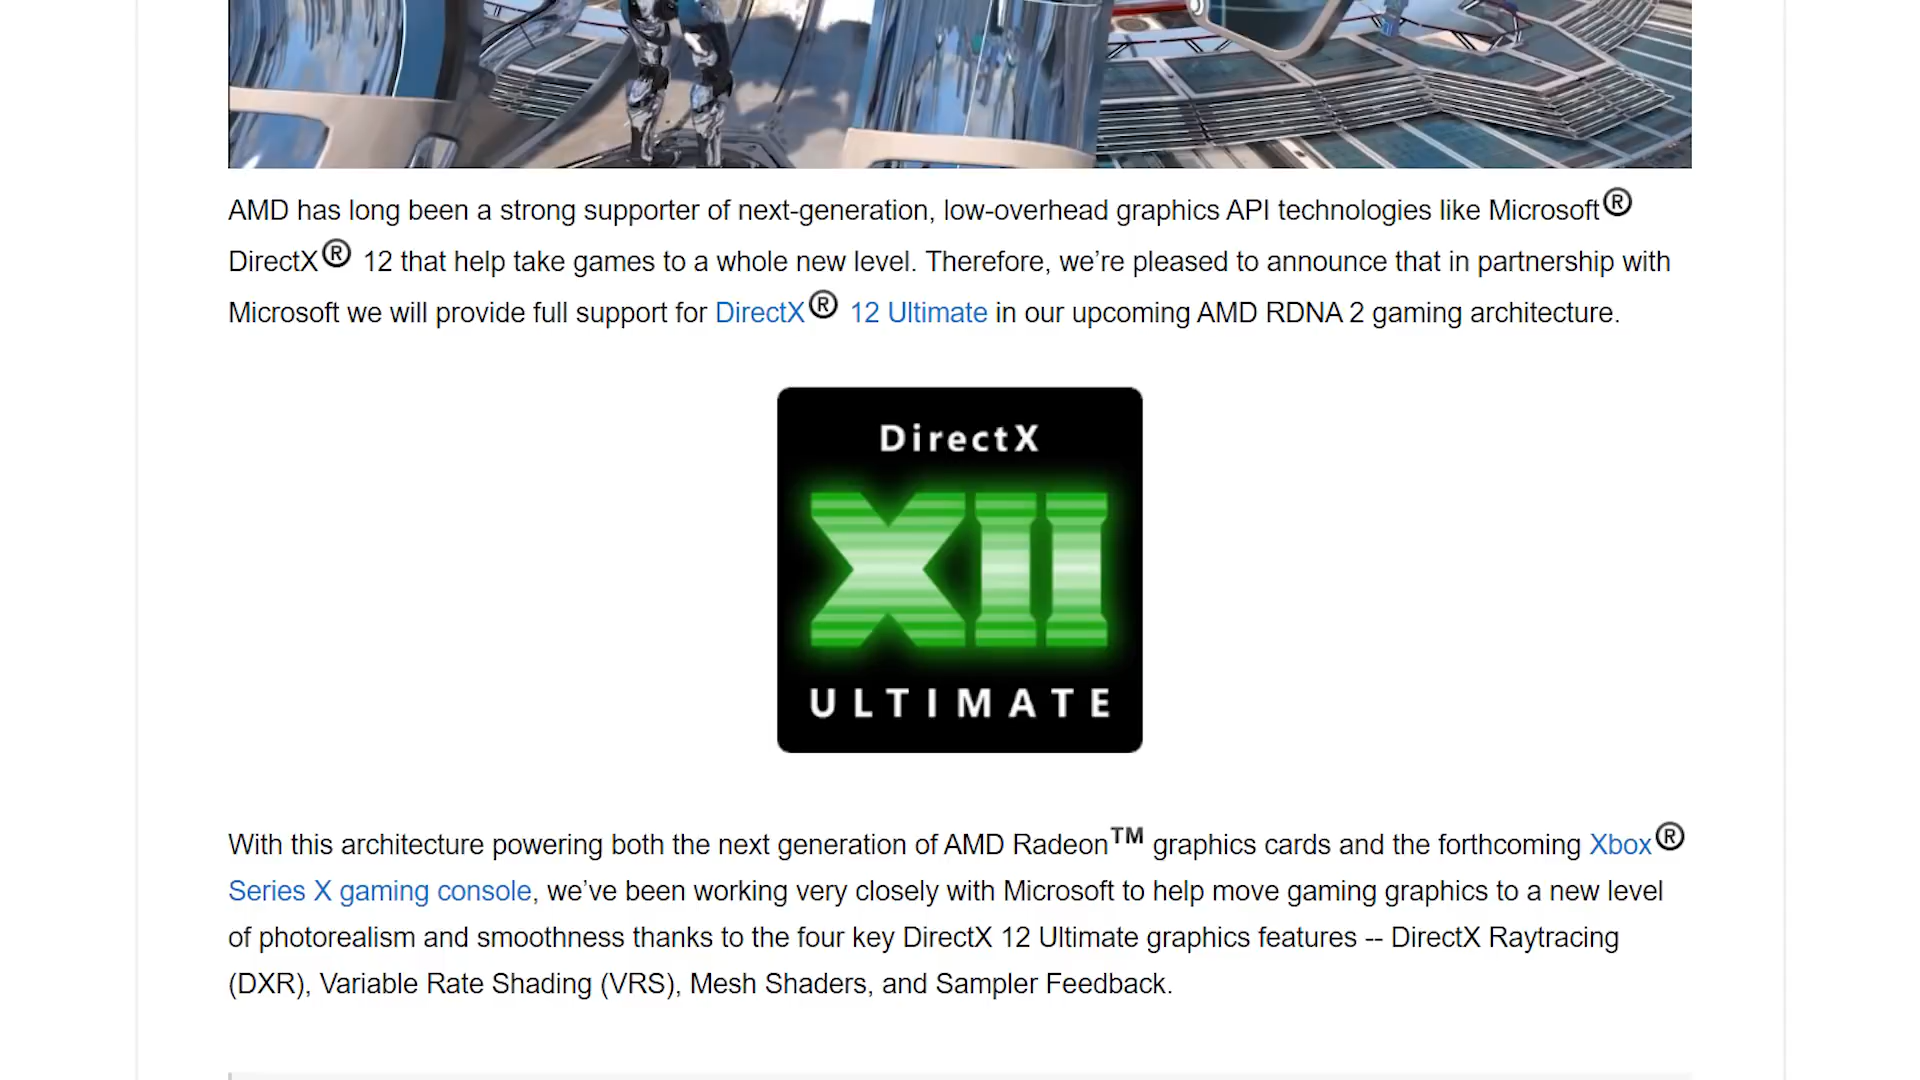 AMD has long been a strong supporter of next-generation, low-overhead graphics API technologies like Microsoft®
DirectX® 12 that help take games to a whole new level. Therefore, we’re pleased to announce that in partnership with
Microsoft we will provide full support for DirectX® 12 Ultimate in our upcoming AMD RDNA 2 gaming architecture.
DirectX
XII
ULTIMATE
With this architecture powering both the next generation of AMD Radeon™ graphics cards and the forthcoming Xbox®
Series X gaming console, we’ve been working very closely with Microsoft to help move gaming graphics to a new level
of photorealism and smoothness thanks to the four key DirectX 12 Ultimate graphics features -- DirectX Raytracing
(DXR), Variable Rate Shading (VRS), Mesh Shaders, and Sampler Feedback.